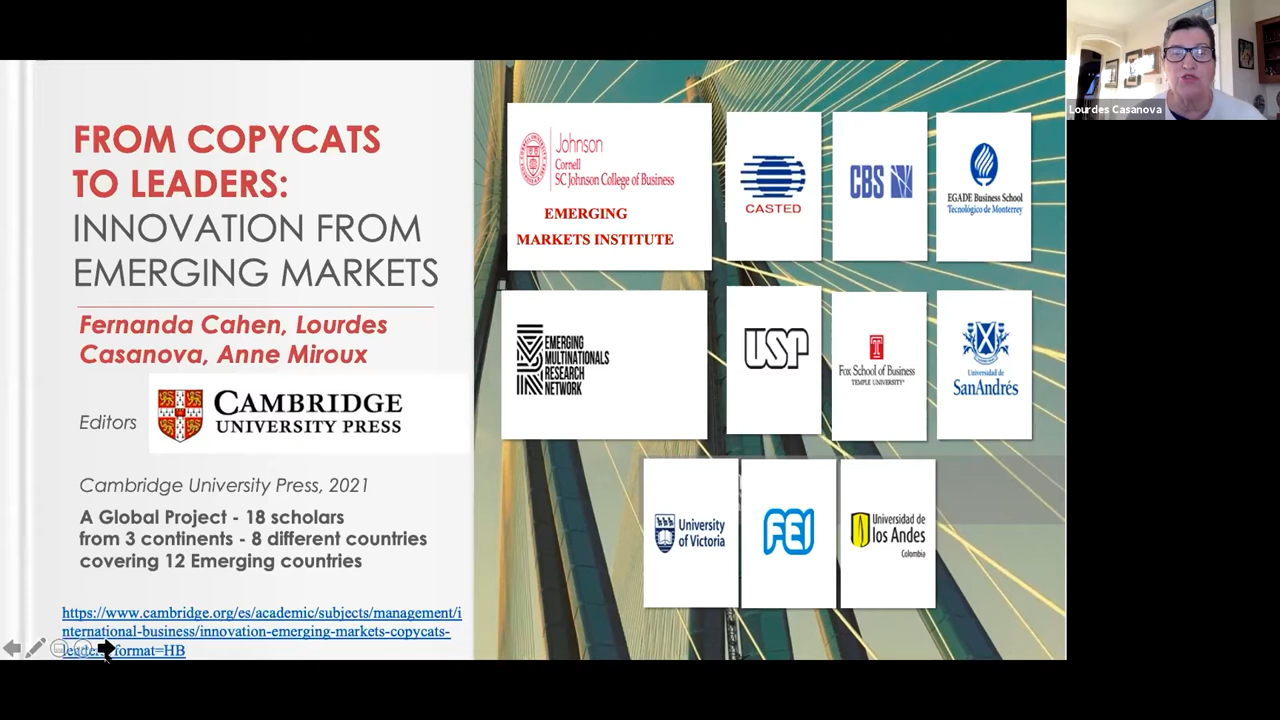 FROM COPYCATS
TO LEADERS:
INNOVATION FROM
EMERGING MARKETS
Fernanda Cahen, Lourdes
Casanova, Anne Miroux
Editors
CAMBRIDGE
UNIVERSITY PRESS
Cambridge University Press, 2021
A Global Project - 18 scholars
from 3 continents - 8 different countries
covering 12 Emerging countries
https://www.cambridge.org/es/academic/subjects/management/i
nternational-business/innovation-emerging-markets-copycats-
format=HB
Johnson
Cornell
SC Johnson College of Business
EMERGING
MARKETS INSTITUTE
CASTED
CBS
EGADE Business School
Tecnológico de Monterrey
EMERGING
MULTINATIONALS
RESEARCH
NETWORK
USP
Fox School of Business
TEMPLE UNIVERSITY®
Universidad de
SanAndrés
University
of Victoria
FEI
Universidad de
los Andes
Colombia
Lourdes Casanova